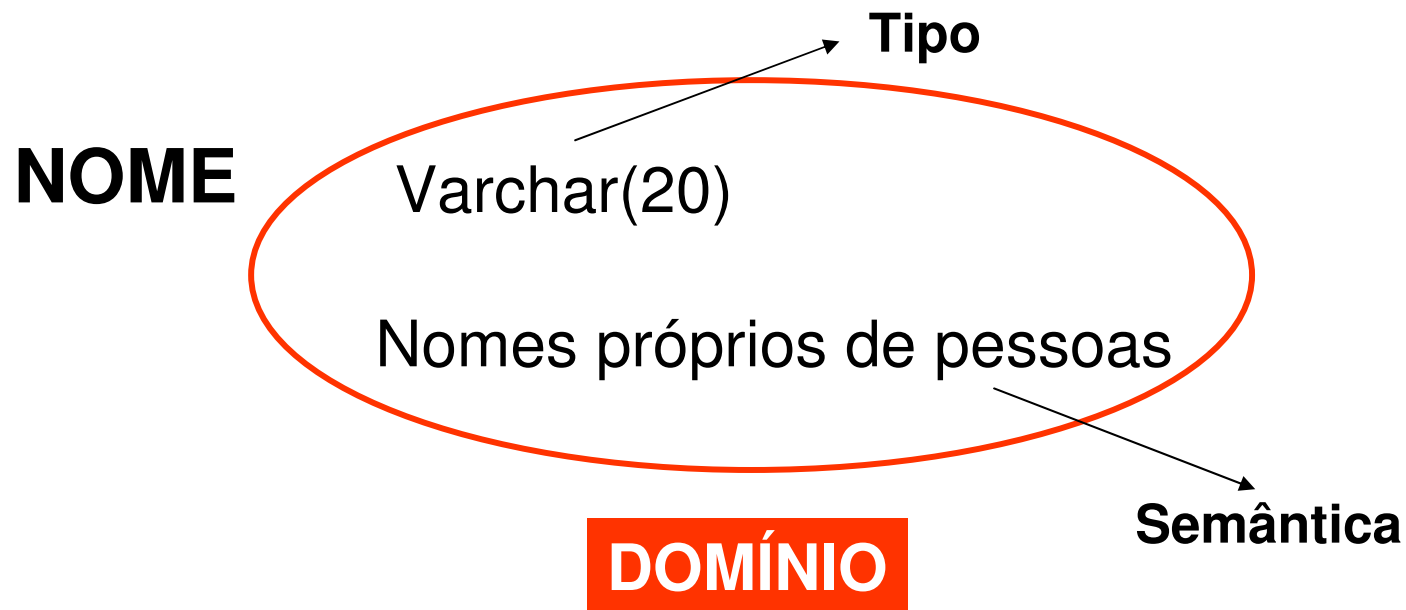 Tipo
NOME
Varchar(20)
Nomes próprios de pessoas
Semântica
DOMÍNIO